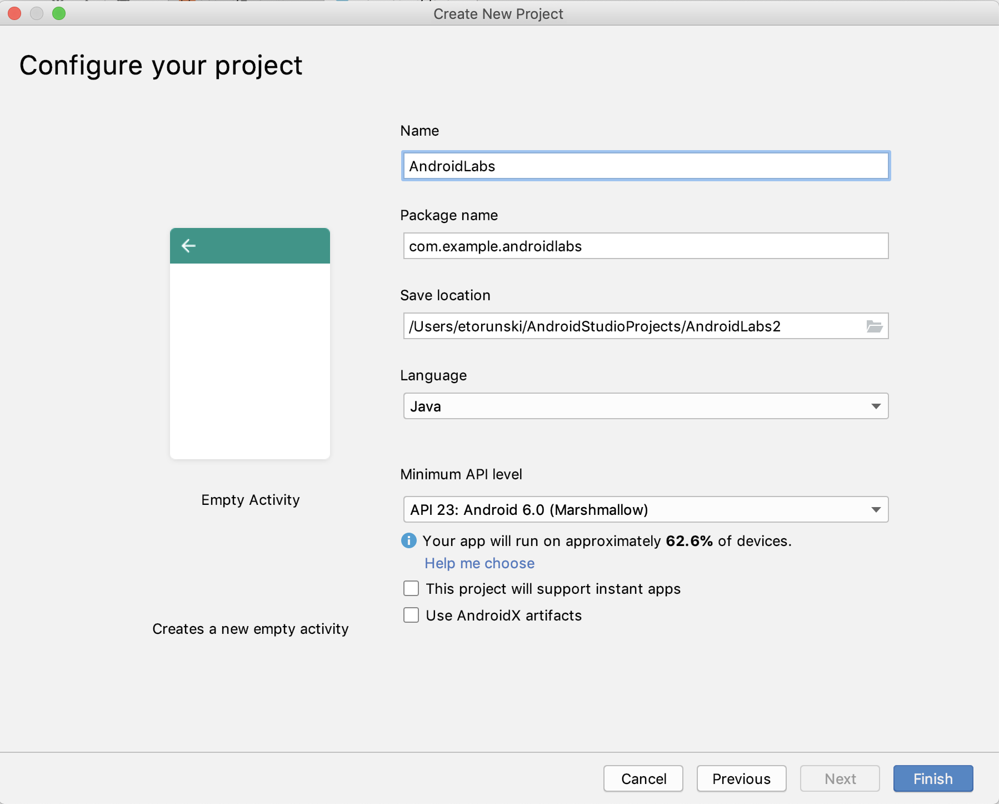 Create New Project
Configure your project
Name
AndroidLabs
Package name
com.example.androidlabs
Save location
/Users/etorunski/AndroidStudioProjects/AndroidLabs2
Language
Java
Minimum API level
API 23: Android 6.0 (Marshmallow)
Your app will run on approximately 62.6% of devices.
Help me choose
This project will support instant apps
Use AndroidX artifacts
Empty Activity
Creates a new empty activity
Cancel
Previous
Next
Finish